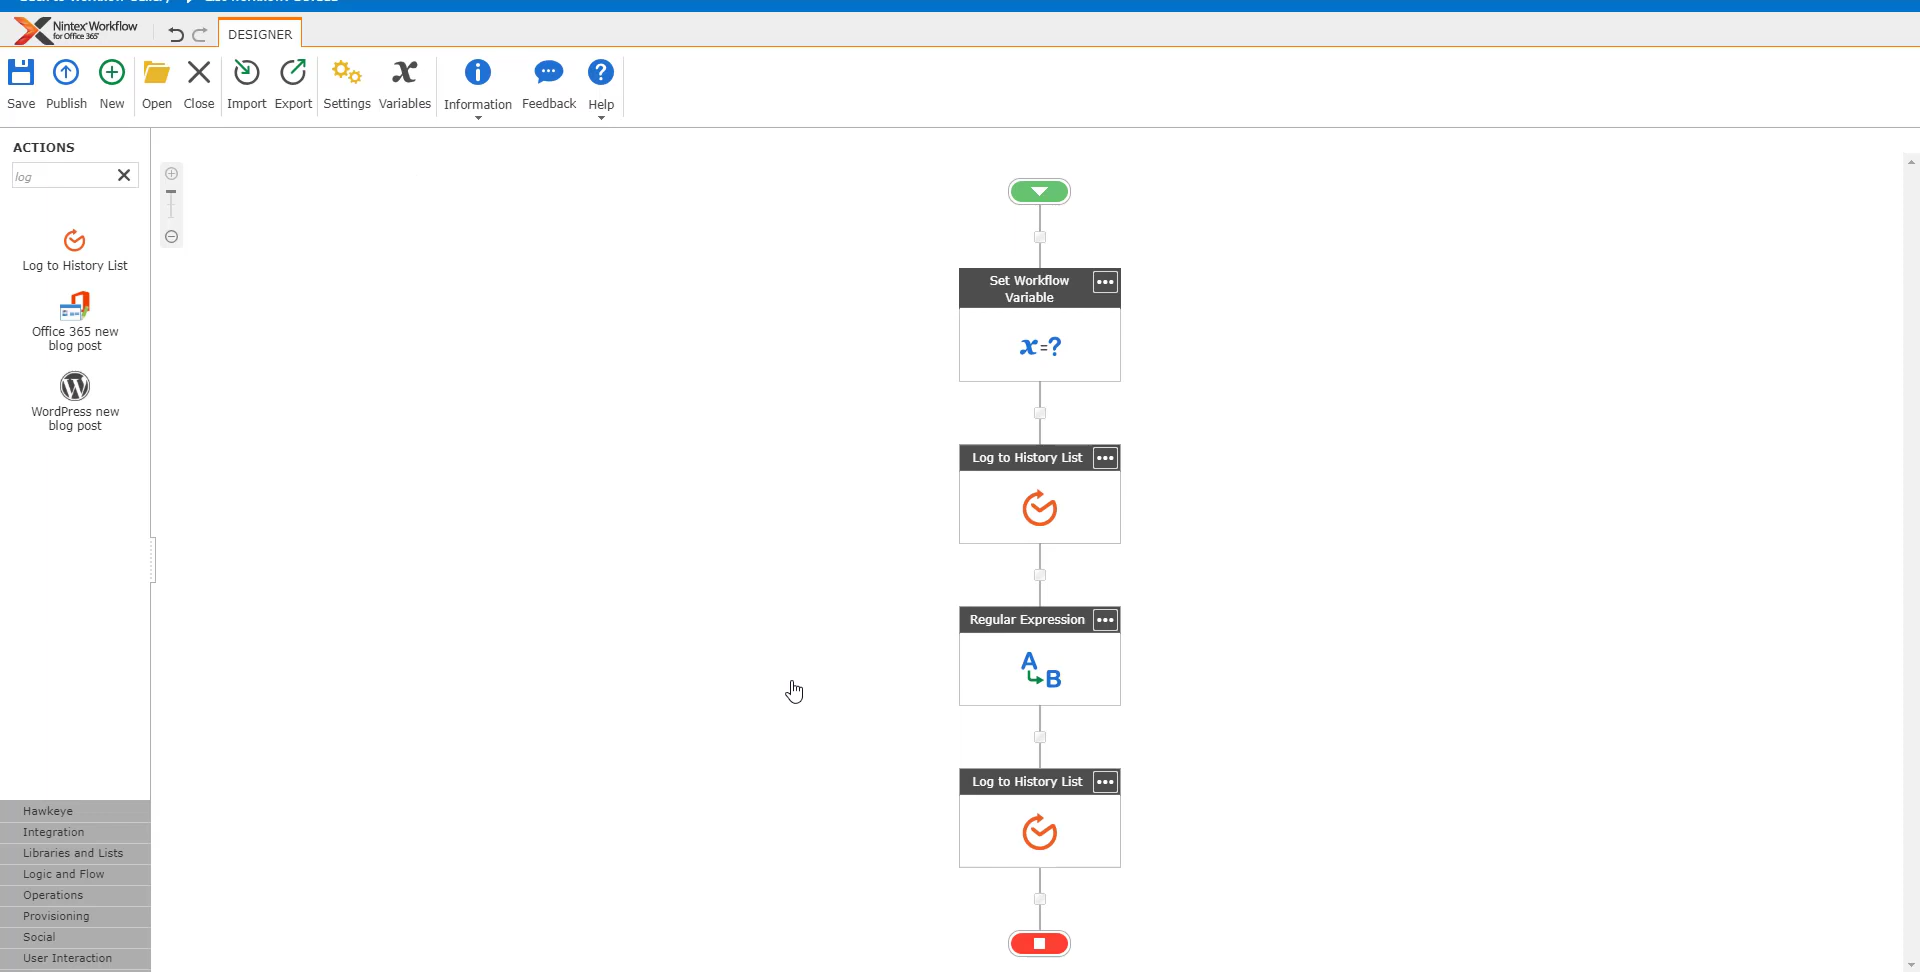 Nintex Workflow
for Office 365
DESIGNER
Save
Publish
New
Open
Close
Import
Export
Settings
Variables
Information
Feedback
Help
ACTIONS
log
Log to History List
Office 365 new
blog post
WordPress new
blog post
Hawkeye
Integration
Libraries and Lists
Logic and Flow
Operations
Provisioning
Social
User Interaction
Set Workflow
Variable
x=?
Log to History List
Regular Expression
A
B
Log to History List